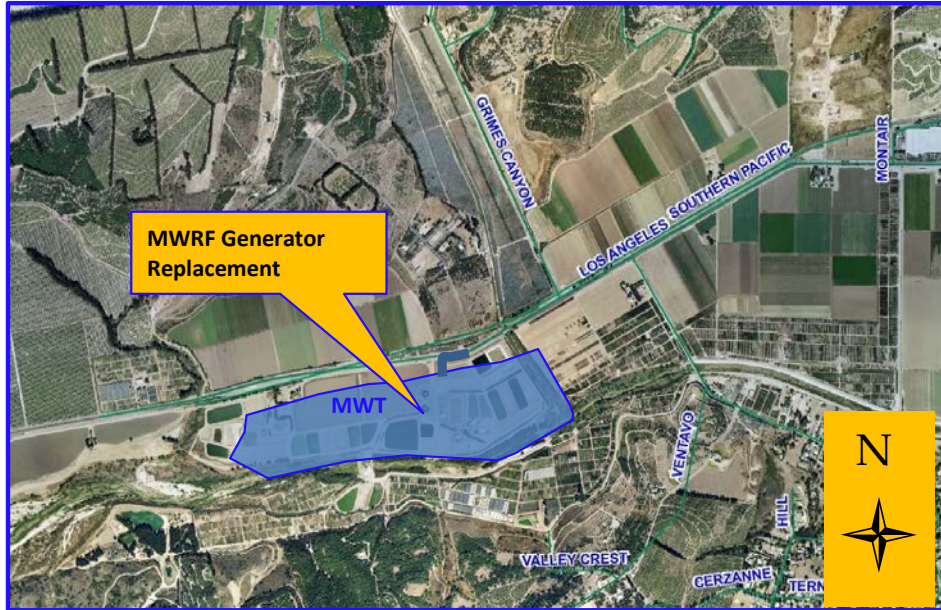 GRIMES CANYON
MONTAIR
LOS ANGELES SOUTHERN PACIFIC
MWRF Generator
Replacement
MWT
VENTAVO
N
HILL
VALLEY CREST
CERZANNE
TERN